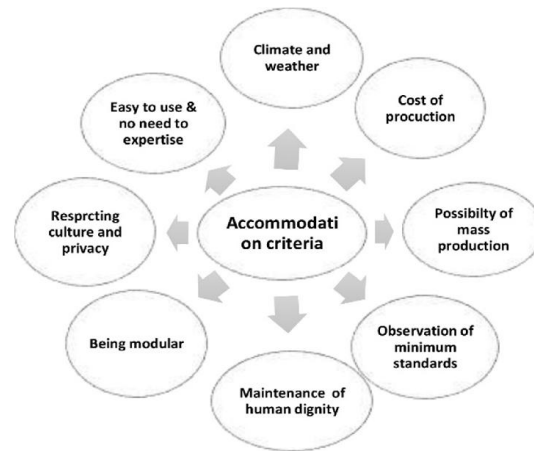 Climate and
weather
Cost of
procuction
Possibilty of
mass
production
Observation of
minimum
standards
Maintenance of
human dignity
Being modular
Resprcting
culture and
privacy
Easy to use &
no need to
expertise
Accommodati
on criteria